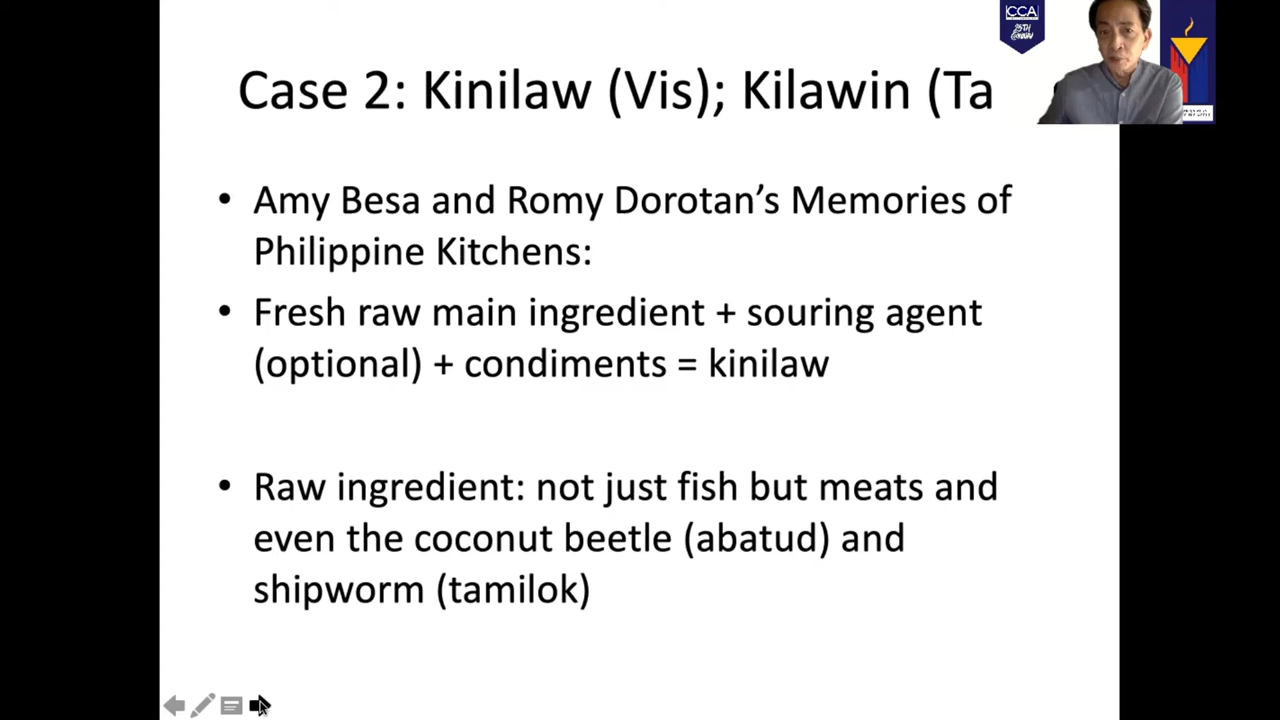 CCA
25TH
Case 2: Kinilaw (Vis); Kilawin (Ta
• Amy Besa and Romy Dorotan’s Memories of
Philippine Kitchens:
• Fresh raw main ingredient + souring agent
(optional) + condiments = kinilaw
• Raw ingredient: not just fish but meats and
even the coconut beetle (abatud) and
shipworm (tamilok)